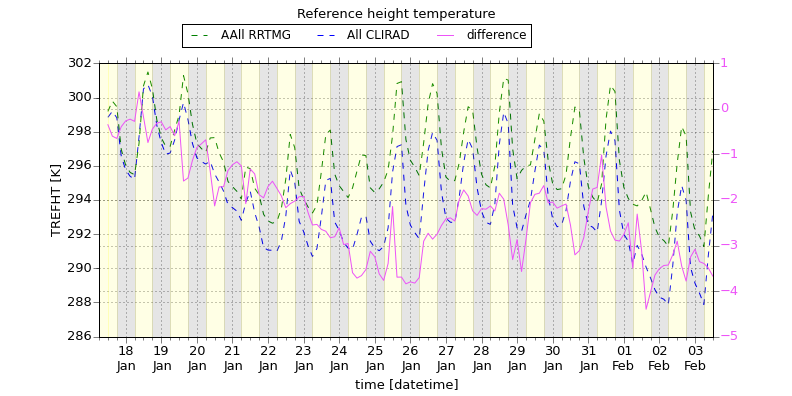 Reference height temperature
AAll RRTMG All CLIRAD difference
302 1
300 0
298 −1
296 −2
294 −3
292 −4
290 −5
288
286
TREFHT [K]
18 19 20 21 22 23 24 25 26 27 28 29 30 31 01 02 03
Jan Jan Jan Jan Jan Jan Jan Jan Jan Jan Jan Jan Jan Jan Feb Feb Feb
time [datetime]